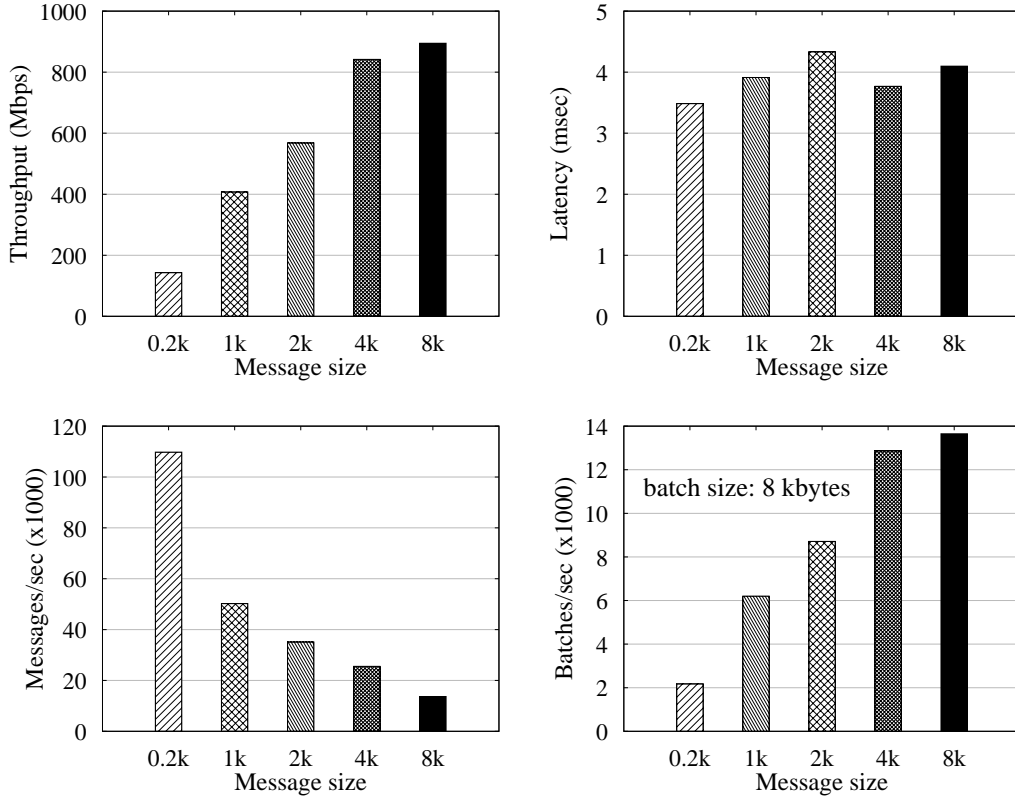 Throughput (Mbps)
1000
800
600
400
200
0
0.2k 1k 2k 4k 8k
Message size
Latency (msec)
5
4
3
2
1
0
0.2k 1k 2k 4k 8k
Message size
Messages/sec (x1000)
120
100
80
60
40
20
0
0.2k 1k 2k 4k 8k
Message size
Batches/sec (x1000)
14
12
10
8
6
4
2
0
batch size: 8 kbytes
0.2k 1k 2k 4k 8k
Message size